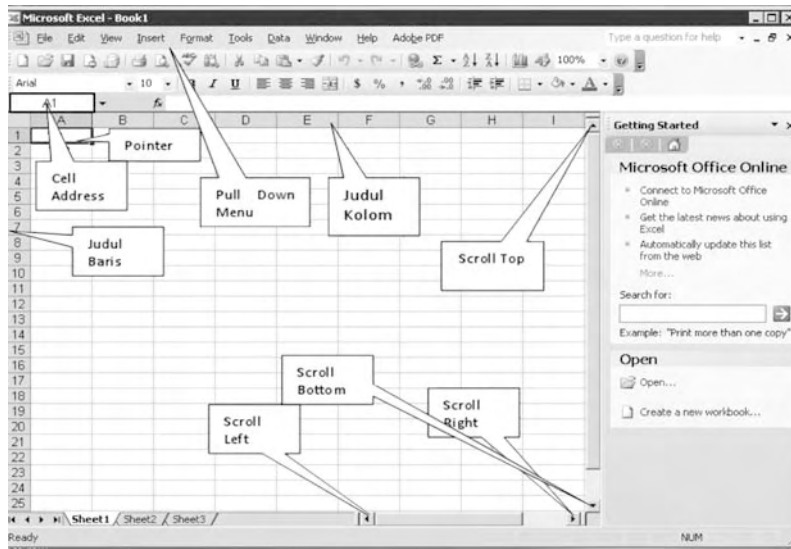 Microsoft Excel - Book1
File Edit View Insert Format Tools Data Window Help Adobe PDF Type a question for help
100%
Arial 10 B I U $ % ,
A1 fx
A B C D E F G H I
1
2
3
4
5
6
7
8
9
10
11
12
13
14
15
16
17
18
19
20
21
22
23
24
25
Pointer
Cell
Address
Pull Down
Menu
Judul
Kolom
Judul
Baris
Scroll Top
Scroll
Bottom
Scroll
Left
Scroll
Right
Getting Started
Microsoft Office Online
Connect to Microsoft Office
Online
Get the latest news about using
Excel
Automatically update this list
from the web
More...
Search for:
Example: "Print more than one copy"
Open
Open...
Create a new workbook...
Sheet1 Sheet2 Sheet3
Ready NUM